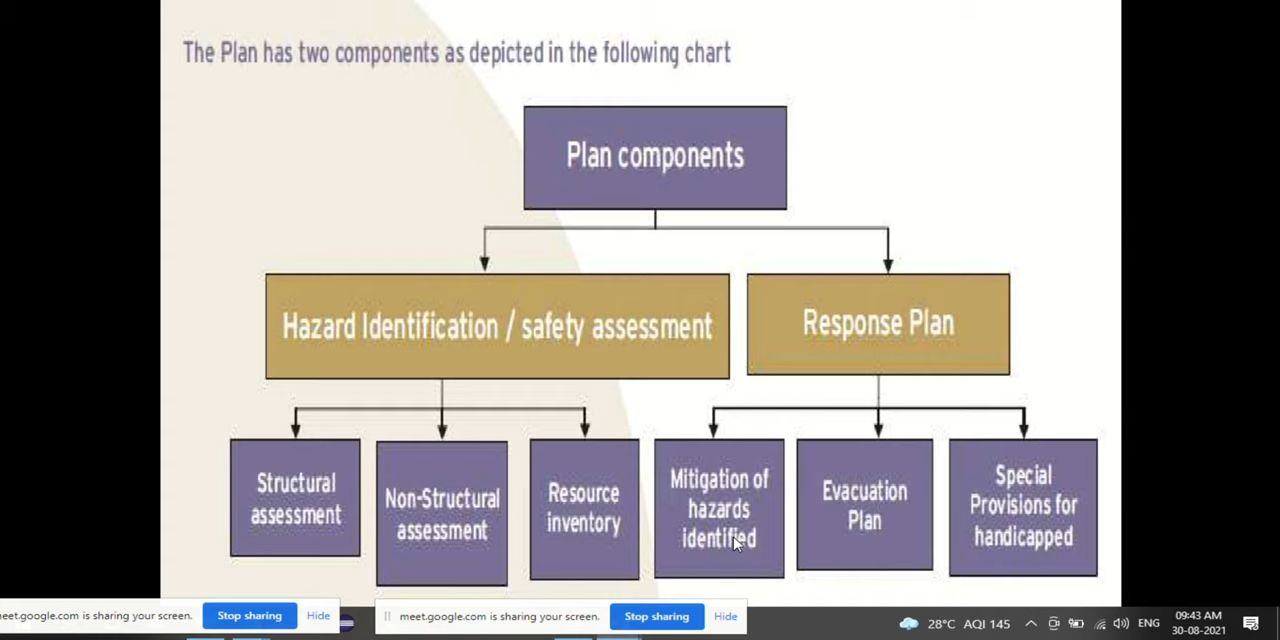 The Plan has two components as depicted in the following chart
Plan components
Hazard Identification / safety assessment
Response Plan
Structural
assessment
Non-Structural
assessment
Resource
inventory
Mitigation of
hazards
identified
Evacuation
Plan
Special
Provisions for
handicapped
meet.google.com is sharing your screen.
Stop sharing
Hide
meet.google.com is sharing your screen.
Stop sharing
Hide
28°C AQI 145
ENG
09:43 AM
30-08-2021